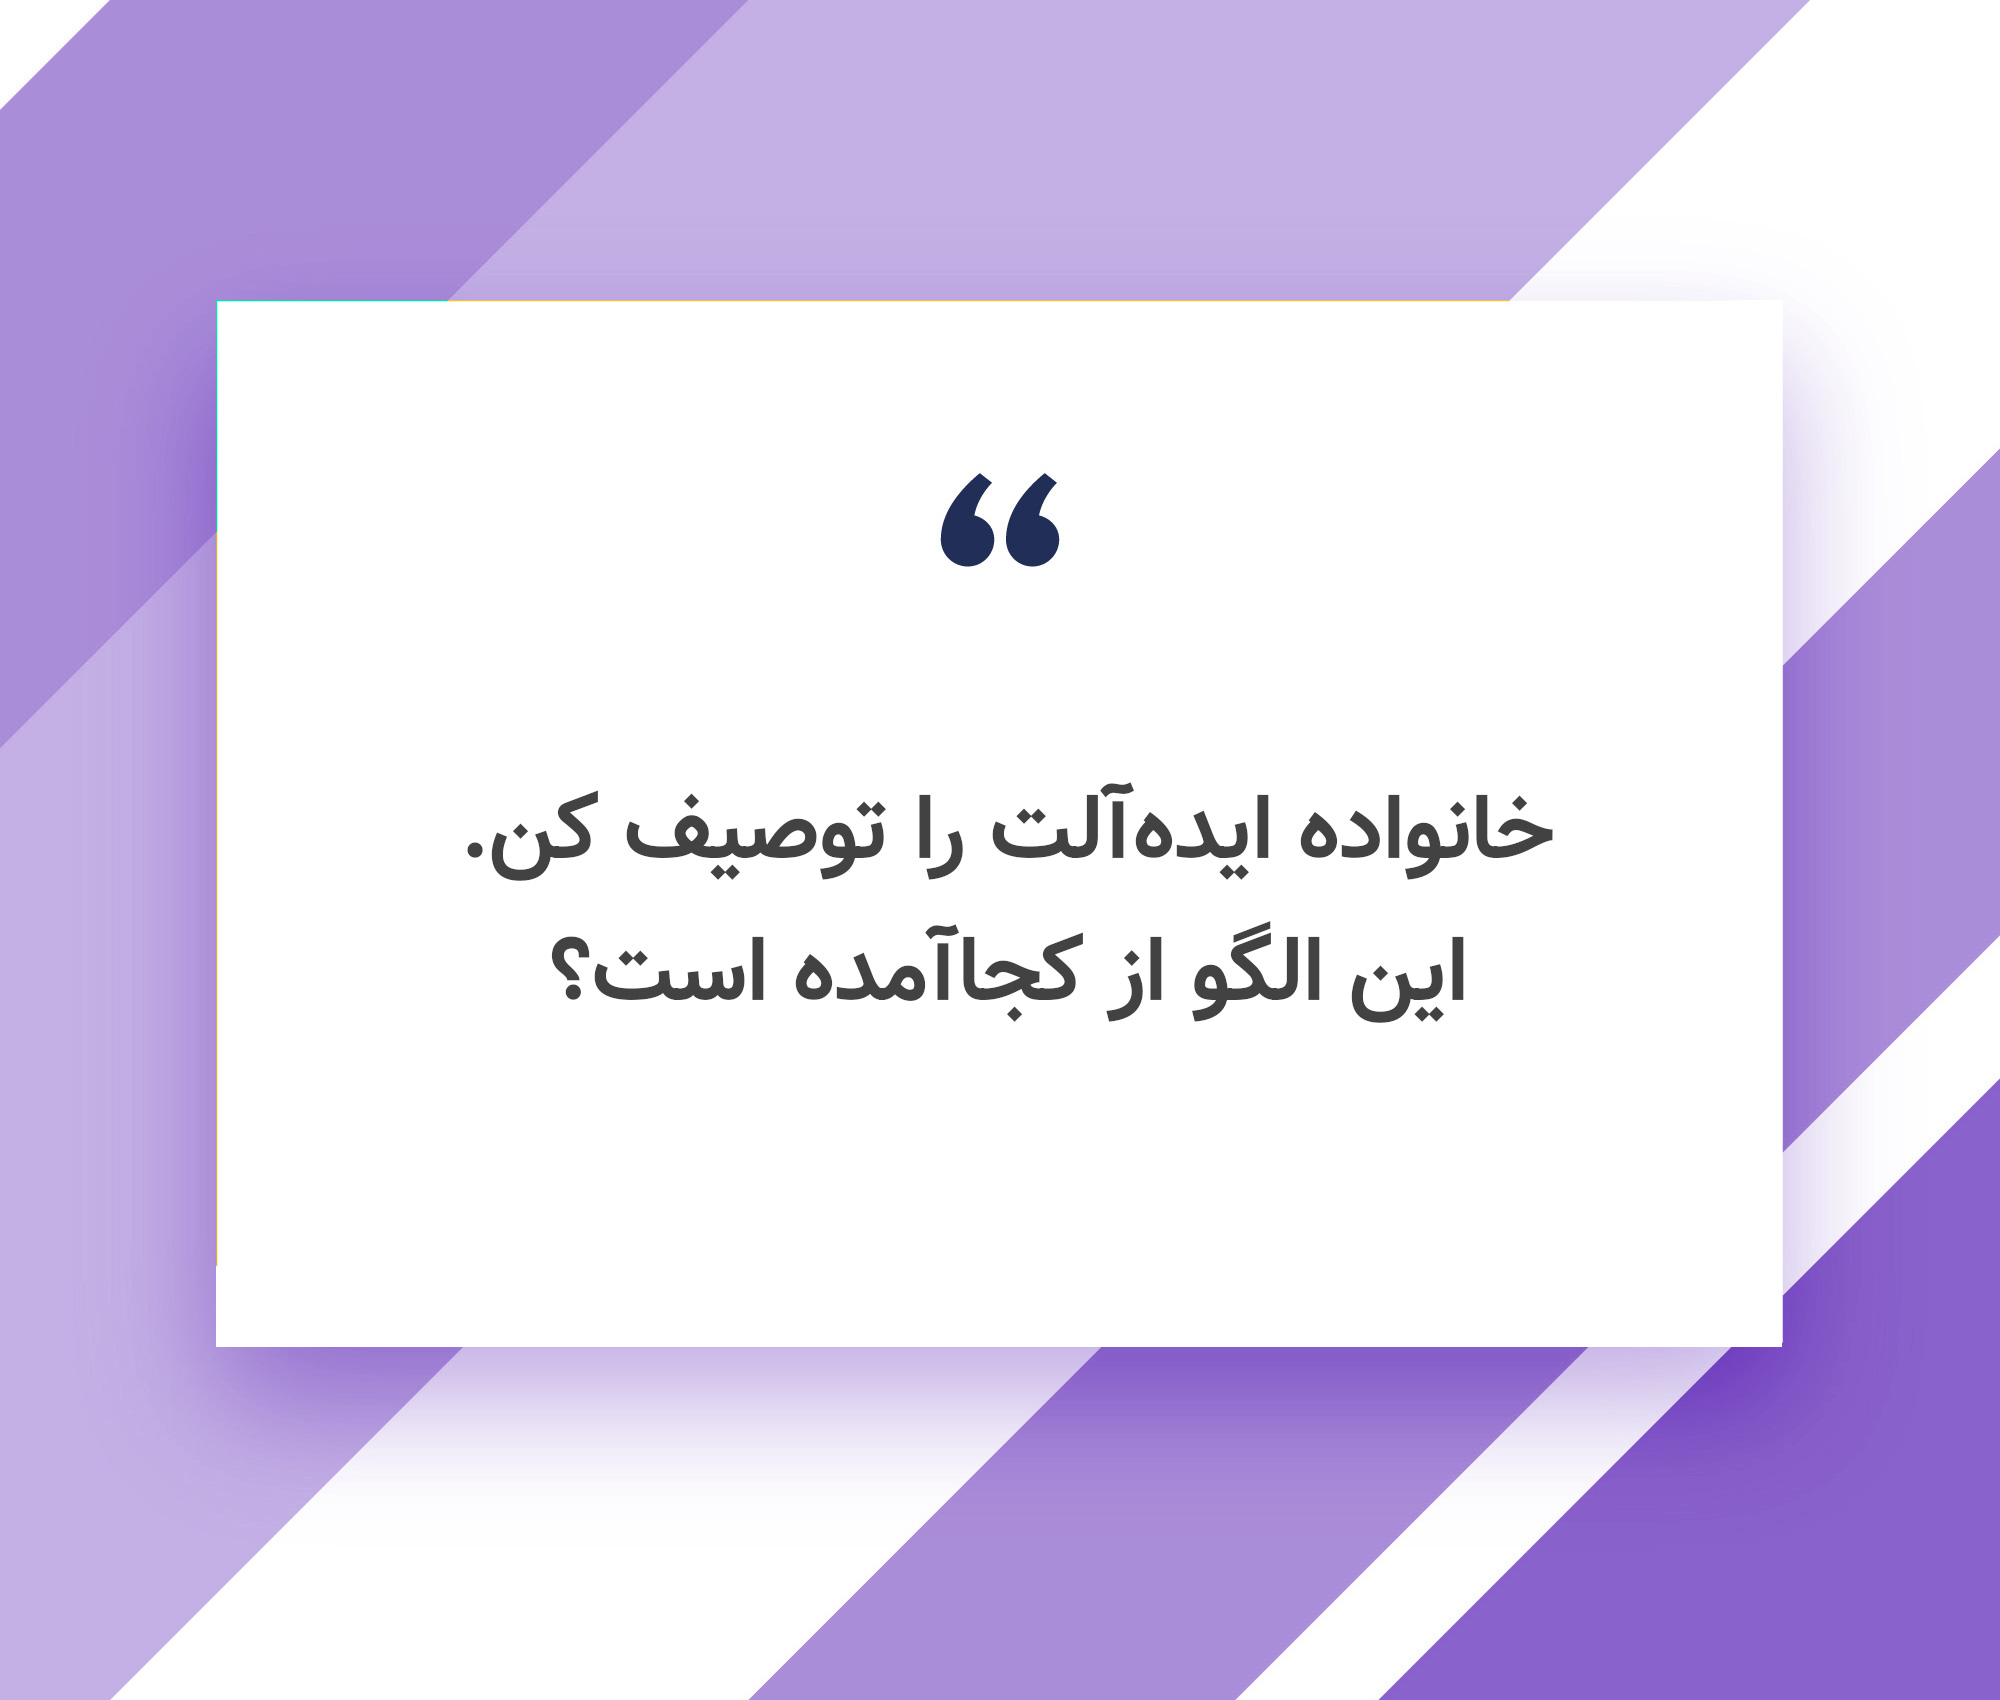 “
خانواده ایده‌آلت را توصیف کن.
این الگو از کجاآمده است؟